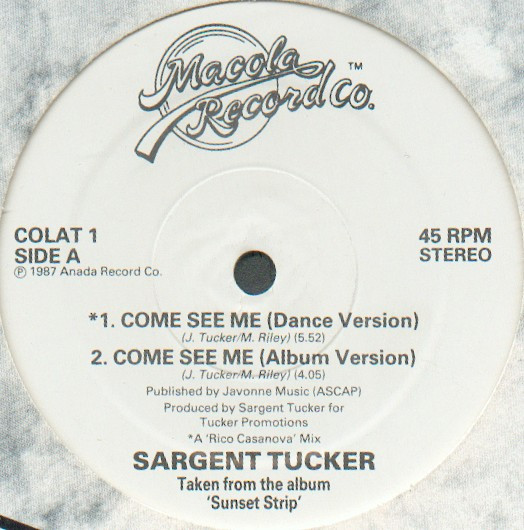 Macola
Record Co.™
COLAT 1
SIDE A
℗ 1987 Anada Record Co.
45 RPM
STEREO
*1. COME SEE ME (Dance Version)
(J. Tucker/M. Riley) (5.52)
2. COME SEE ME (Album Version)
(J. Tucker/M. Riley) (4.05)
Published by Javonne Music (ASCAP)
Produced by Sargent Tucker for
Tucker Promotions
*A 'Rico Casanova' Mix
SARGENT TUCKER
Taken from the album
'Sunset Strip'